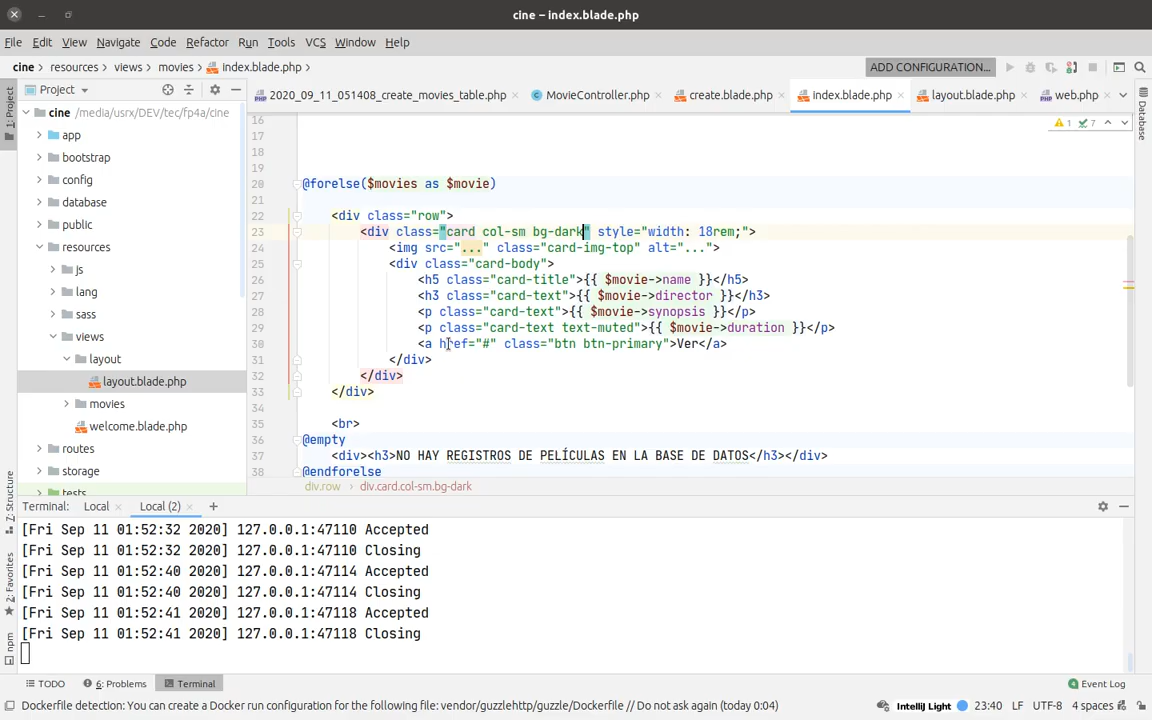 cine – index.blade.php
File Edit View Navigate Code Refactor Run Tools VCS Window Help
cine resources views movies index.blade.php ADD CONFIGURATION...
Project 2020_09_11_051408_create_movies_table.php MovieController.php create.blade.php index.blade.php layout.blade.php web.php
1: Project
Database
cine /media/usrx/DEV/tec/fp4a/cine
app
bootstrap
config
database
public
resources
js
lang
sass
views
layout
layout.blade.php
movies
welcome.blade.php
routes
storage
tests
1 7
16
17
18
19
20 @forelse($movies as $movie)
21
22 <div class="row">
23 <div class="card col-sm bg-dark" style="width: 18rem;">
24 <img src="..." class="card-img-top" alt="...">
25 <div class="card-body">
26 <h5 class="card-title">{{ $movie->name }}</h5>
27 <h3 class="card-text">{{ $movie->director }}</h3>
28 <p class="card-text">{{ $movie->synopsis }}</p>
29 <p class="card-text text-muted">{{ $movie->duration }}</p>
30 <a href="#" class="btn btn-primary">Ver</a>
31 </div>
32 </div>
33 </div>
34
35 <br>
36 @empty
37 <div><h3>NO HAY REGISTROS DE PELÍCULAS EN LA BASE DE DATOS</h3></div>
38 @endforelse
div.row div.card.col-sm.bg-dark
7: Structure
2: Favorites
npm
Terminal: Local Local (2)
[Fri Sep 11 01:52:32 2020] 127.0.0.1:47110 Accepted
[Fri Sep 11 01:52:32 2020] 127.0.0.1:47110 Closing
[Fri Sep 11 01:52:40 2020] 127.0.0.1:47114 Accepted
[Fri Sep 11 01:52:40 2020] 127.0.0.1:47114 Closing
[Fri Sep 11 01:52:41 2020] 127.0.0.1:47118 Accepted
[Fri Sep 11 01:52:41 2020] 127.0.0.1:47118 Closing
TODO 6: Problems Terminal Event Log
Dockerfile detection: You can create a Docker run configuration for the following file: vendor/guzzlehttp/guzzle/Dockerfile // Do not ask again (today 0:04) IntelliJ Light 23:40 LF UTF-8 4 spaces